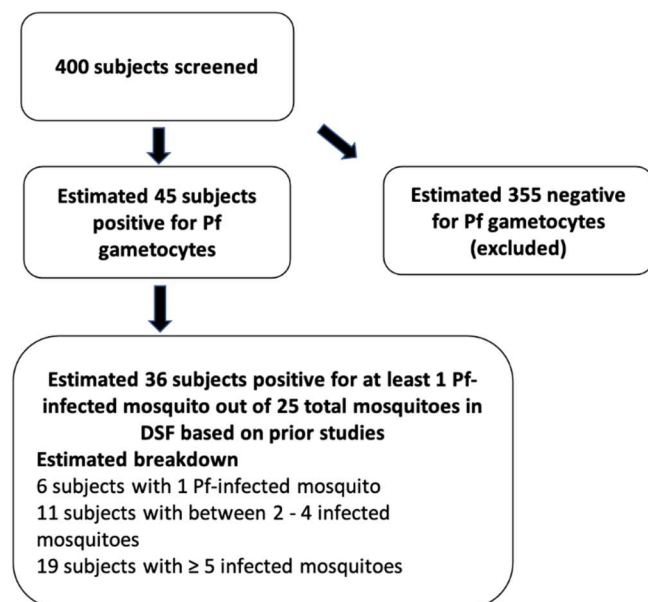 400 subjects screened
Estimated 45 subjects
positive for Pf
gametocytes
Estimated 355 negative
for Pf gametocytes
(excluded)
Estimated 36 subjects positive for at least 1 Pf-
infected mosquito out of 25 total mosquitoes in
DSF based on prior studies
Estimated breakdown
6 subjects with 1 Pf-infected mosquito
11 subjects with between 2 - 4 infected
mosquitoes
19 subjects with ≥ 5 infected mosquitoes